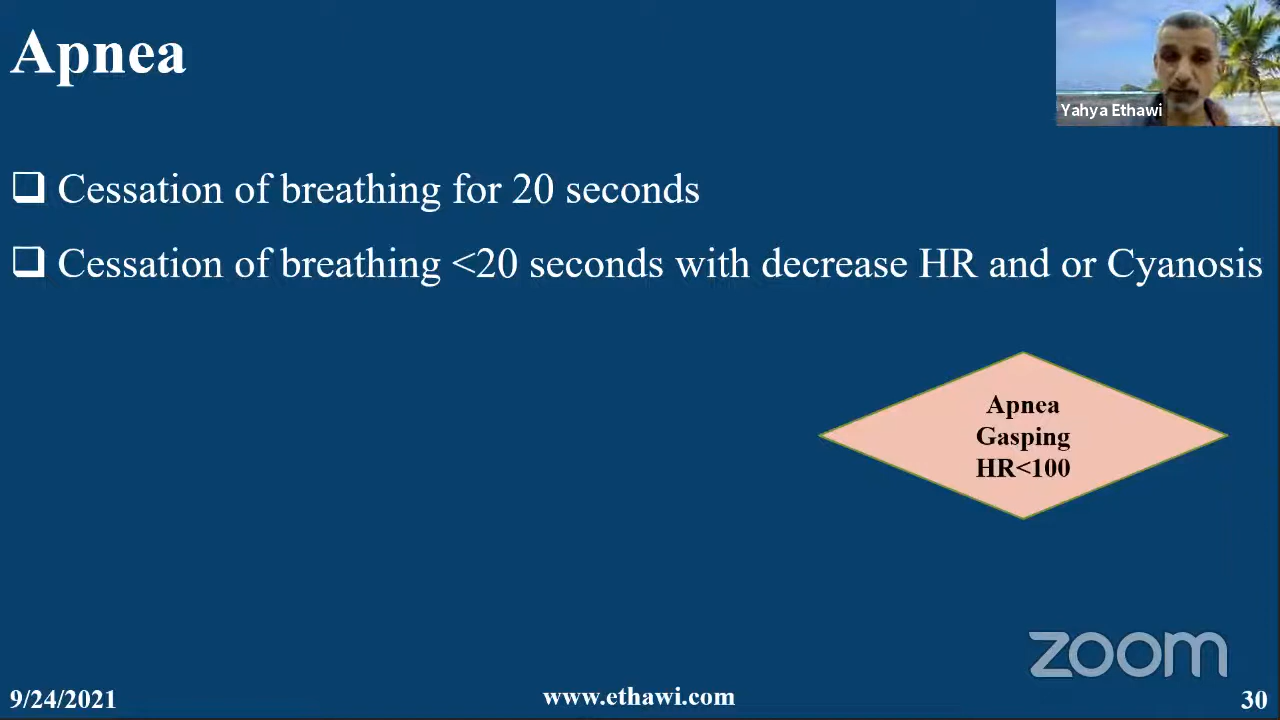 Apnea
Yahya Ethawi
❑ Cessation of breathing for 20 seconds
❑ Cessation of breathing <20 seconds with decrease HR and or Cyanosis
Apnea
Gasping
HR<100
zoom
9/24/2021
www.ethawi.com
30